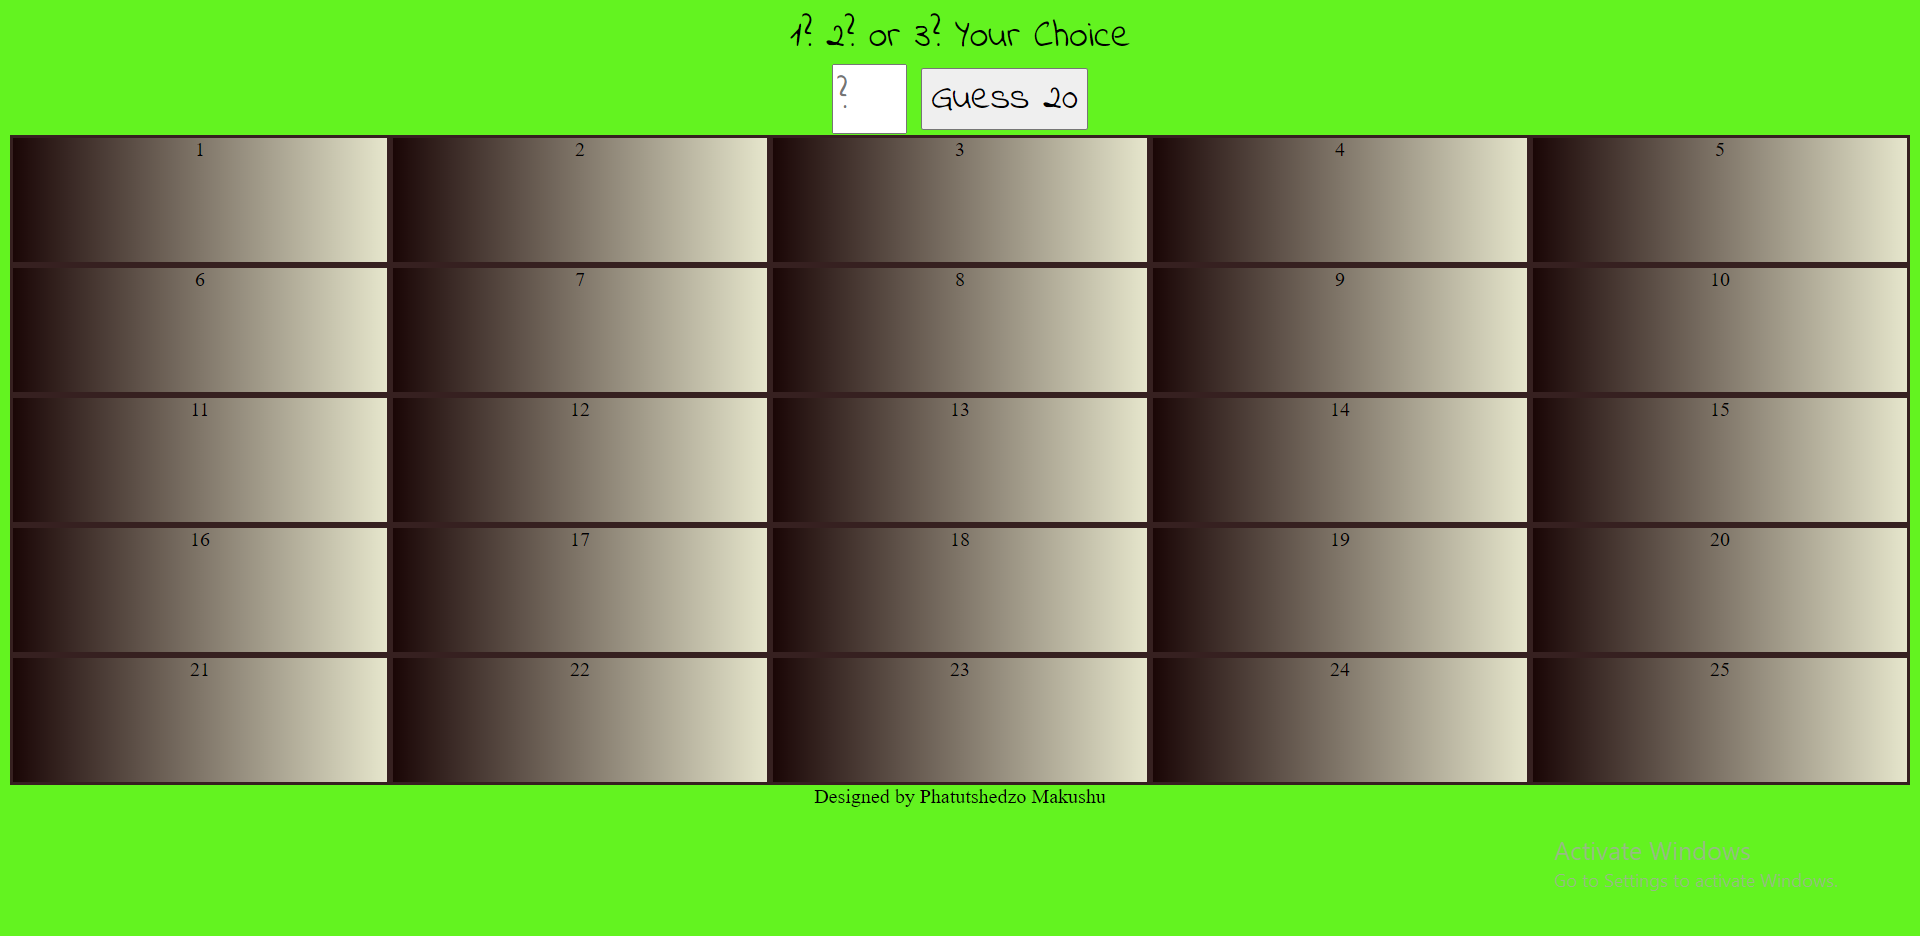 1? 2? or 3? Your Choice
? Guess 20
1 2 3 4 5
6 7 8 9 10
11 12 13 14 15
16 17 18 19 20
21 22 23 24 25
Designed by Phatutshedzo Makushu
Activate Windows
Go to Settings to activate Windows.